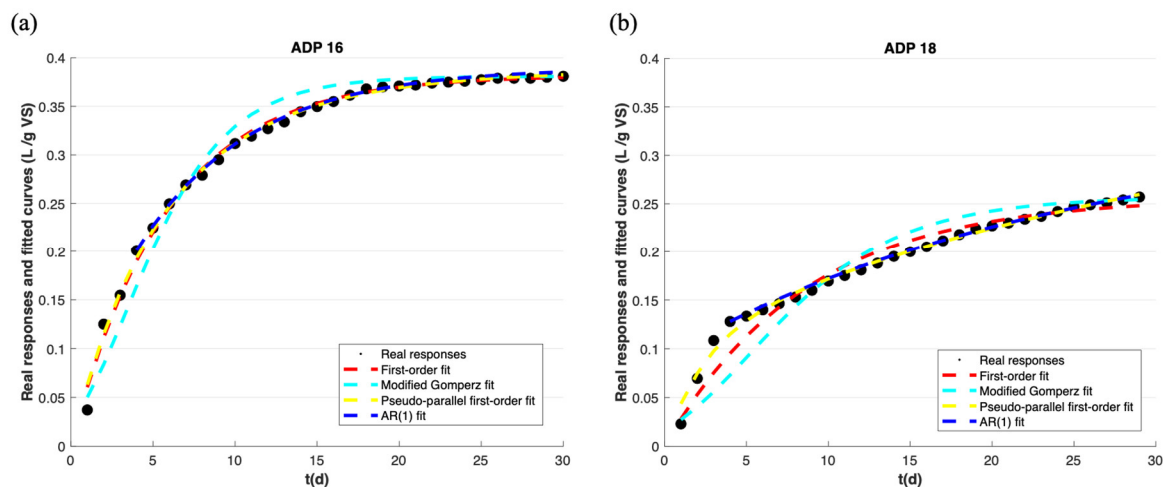 (a)
ADP 16
Real responses and fitted curves (L /g VS)
0.4
0.35
0.3
0.25
0.2
0.15
0.1
0.05
0
0 5 10 15 20 25 30
t(d)
Real responses
First-order fit
Modified Gomperz fit
Pseudo-parallel first-order fit
AR(1) fit
(b)
ADP 18
Real responses and fitted curves (L /g VS)
0.4
0.35
0.3
0.25
0.2
0.15
0.1
0.05
0
0 5 10 15 20 25 30
t(d)
Real responses
First-order fit
Modified Gomperz fit
Pseudo-parallel first-order fit
AR(1) fit